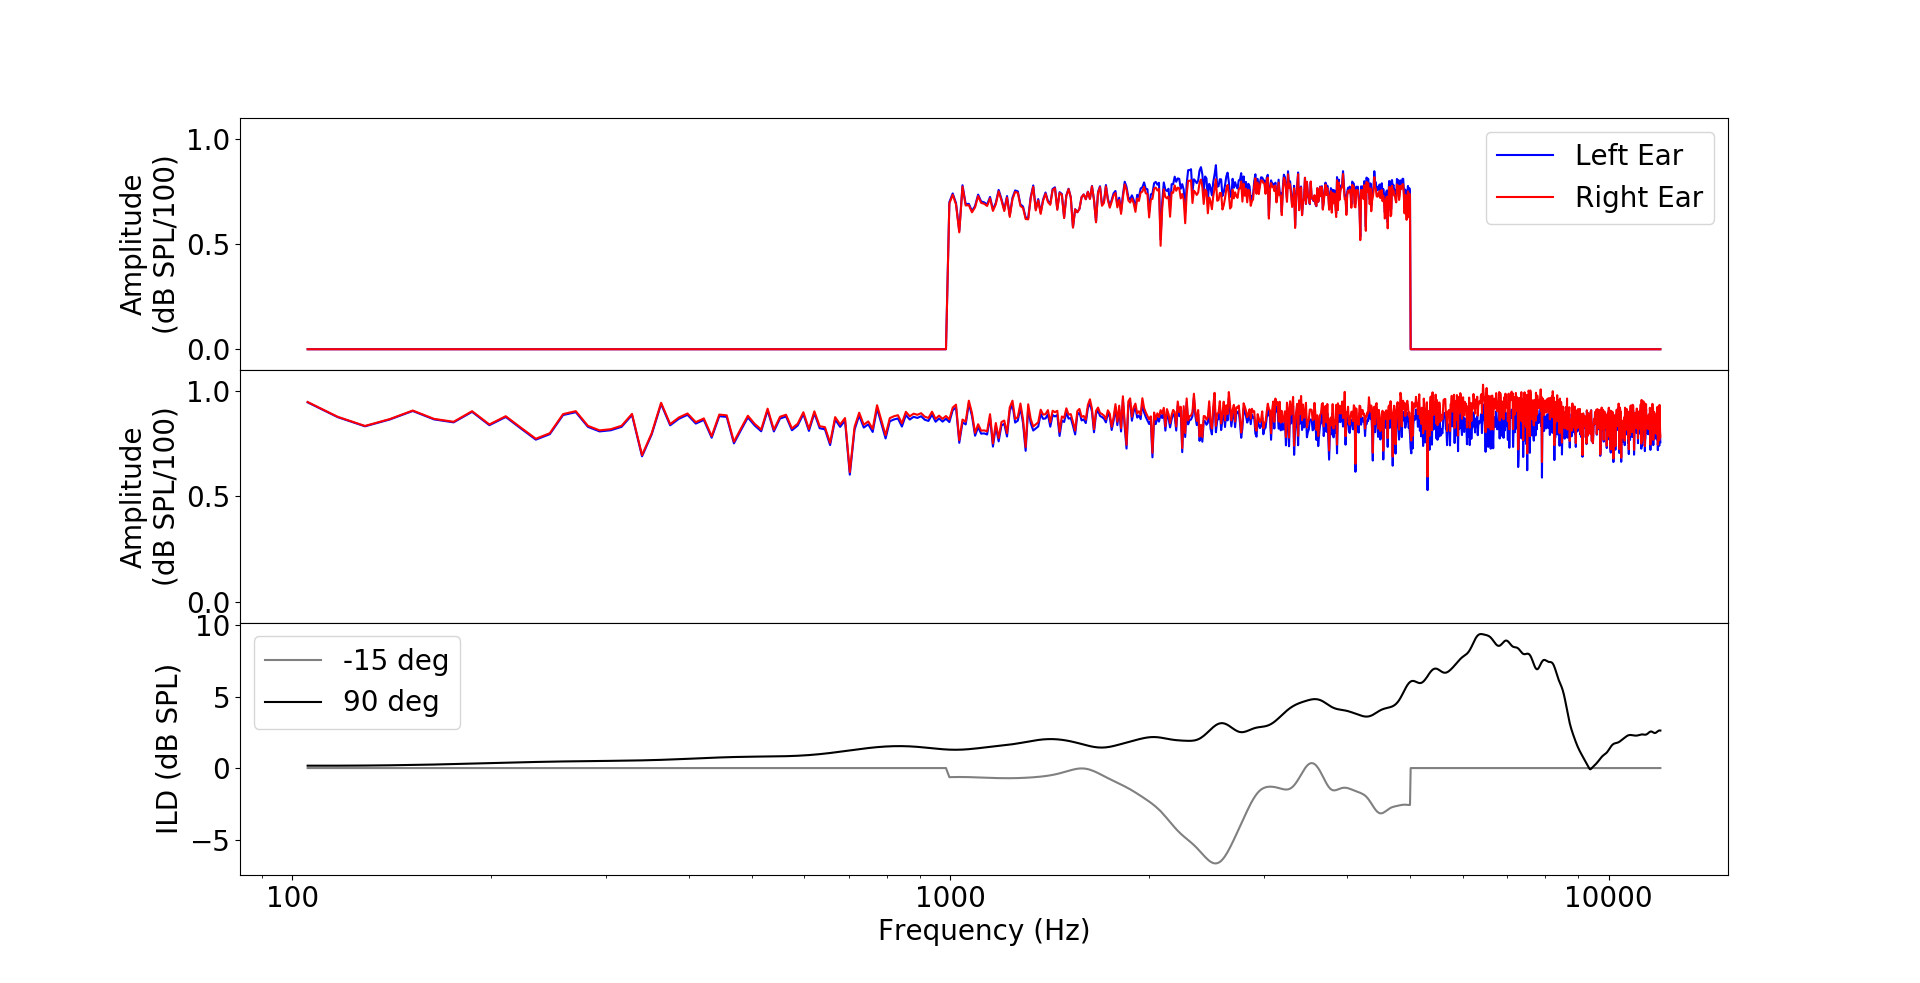 Amplitude
(dB SPL/100)
1.0
0.5
0.0
Left Ear
Right Ear
Amplitude
(dB SPL/100)
1.0
0.5
0.0
ILD (dB SPL)
10
5
0
−5
-15 deg
90 deg
100
1000
10000
Frequency (Hz)